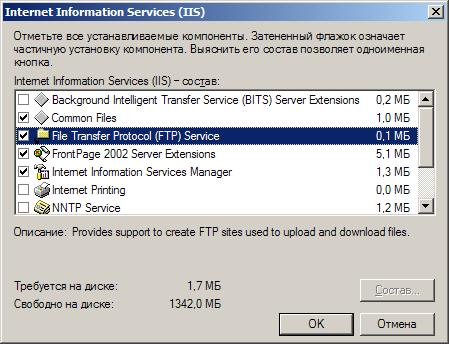 Internet Information Services (IIS)
Отметьте все устанавливаемые компоненты. Затененный флажок означает
частичную установку компонента. Выяснить его состав позволяет одноименная
кнопка.
Internet Information Services (IIS) – состав:
Background Intelligent Transfer Service (BITS) Server Extensions 0,2 МБ
Common Files 1,0 МБ
File Transfer Protocol (FTP) Service 0,1 МБ
FrontPage 2002 Server Extensions 5,1 МБ
Internet Information Services Manager 1,3 МБ
Internet Printing 0,0 МБ
NNTP Service 1,2 МБ
Описание: Provides support to create FTP sites used to upload and download files.
Требуется на диске: 1,7 МБ
Состав...
Свободно на диске: 1342,0 МБ
OK Отмена